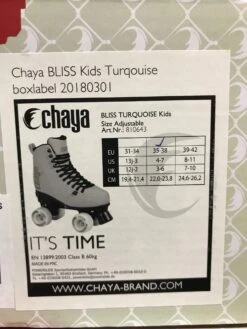 Chaya BLISS Kids Turqouise
boxlabel 20180301
chaya
BLISS TURQUOISE Kids
Size Adjustable
Art.Nr.: 810643
EU 31-34 35-38 39-42
US 13j-3 4-7 8-11
UK 12j-2 3-6 7-10
CM 19,4-21,4 22,0-23,8 24,6-26,2
IT'S TIME
EN 13899:2003 Class B 60kg
MADE IN PRC
WWW.CHAYA-BRAND.COM